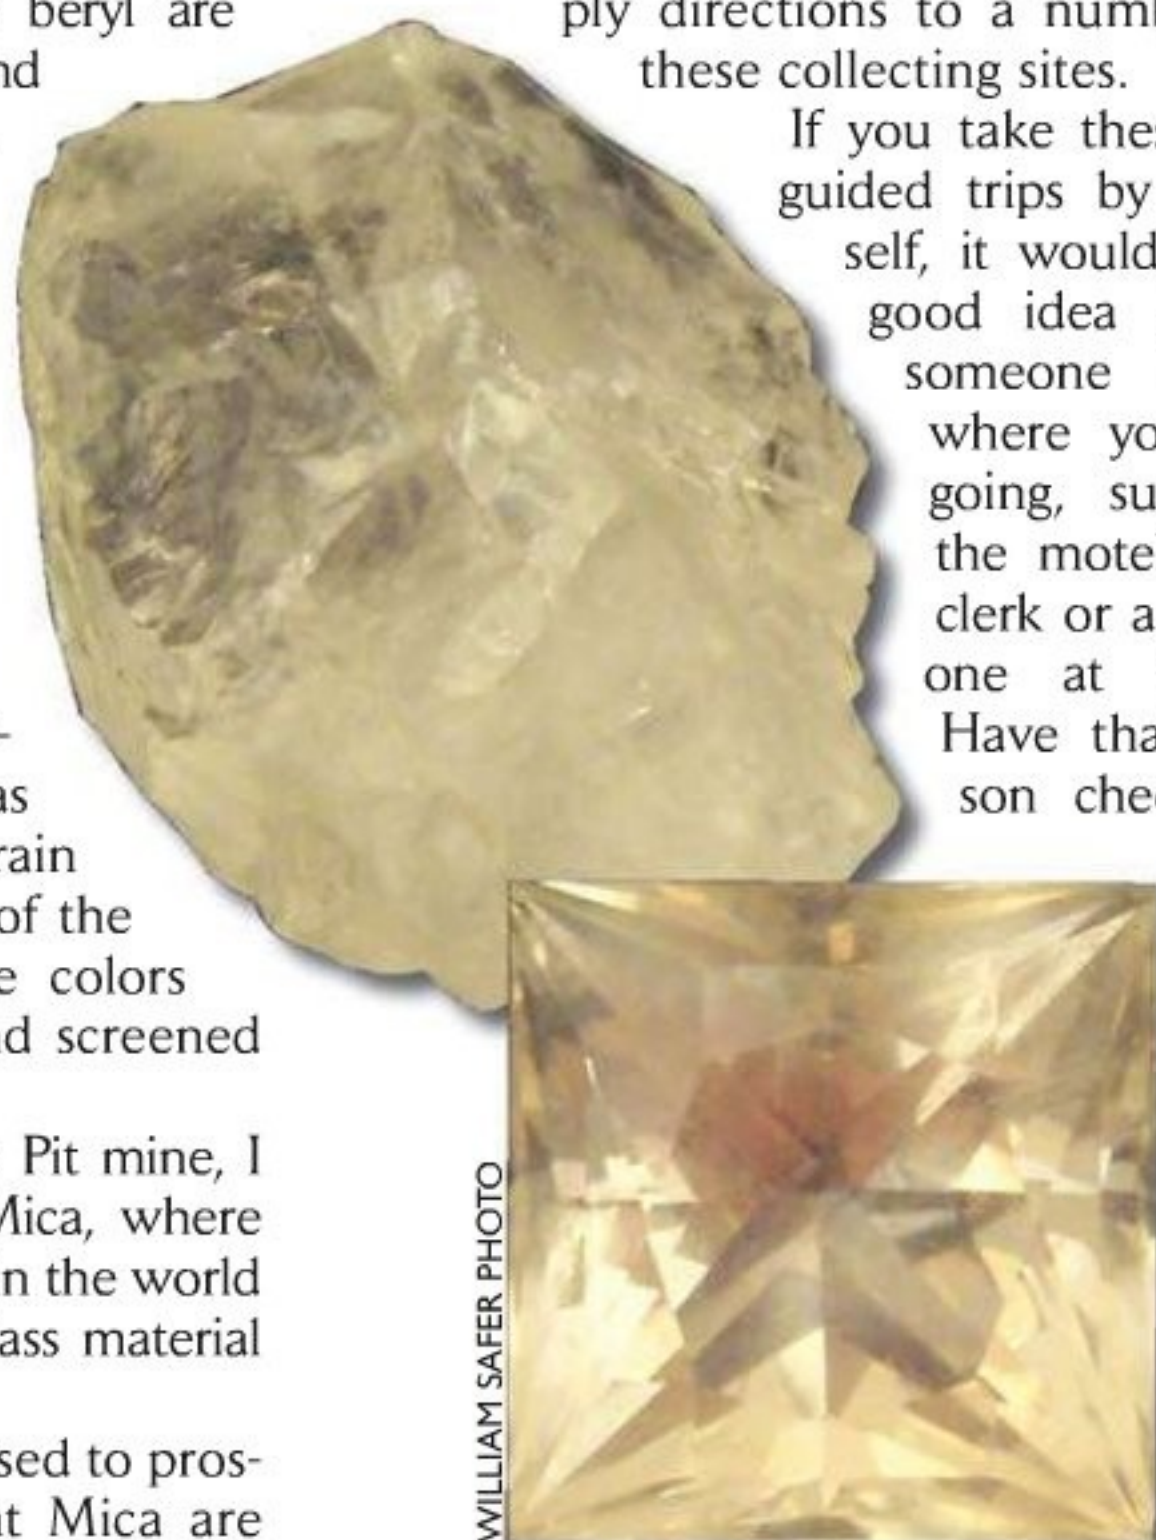 beryl are
nd
as
rain
of the
e colors
d screened
Pit mine, I
Mica, where
n the world
ass material
sed to pros-
at Mica are
ply directions to a num
these collecting sites.
If you take thes
guided trips by
self, it would
good idea
someone
where yo
going, su
the mote
clerk or a
one at
Have tha
son chec
WILLIAM SAFER PHOTO